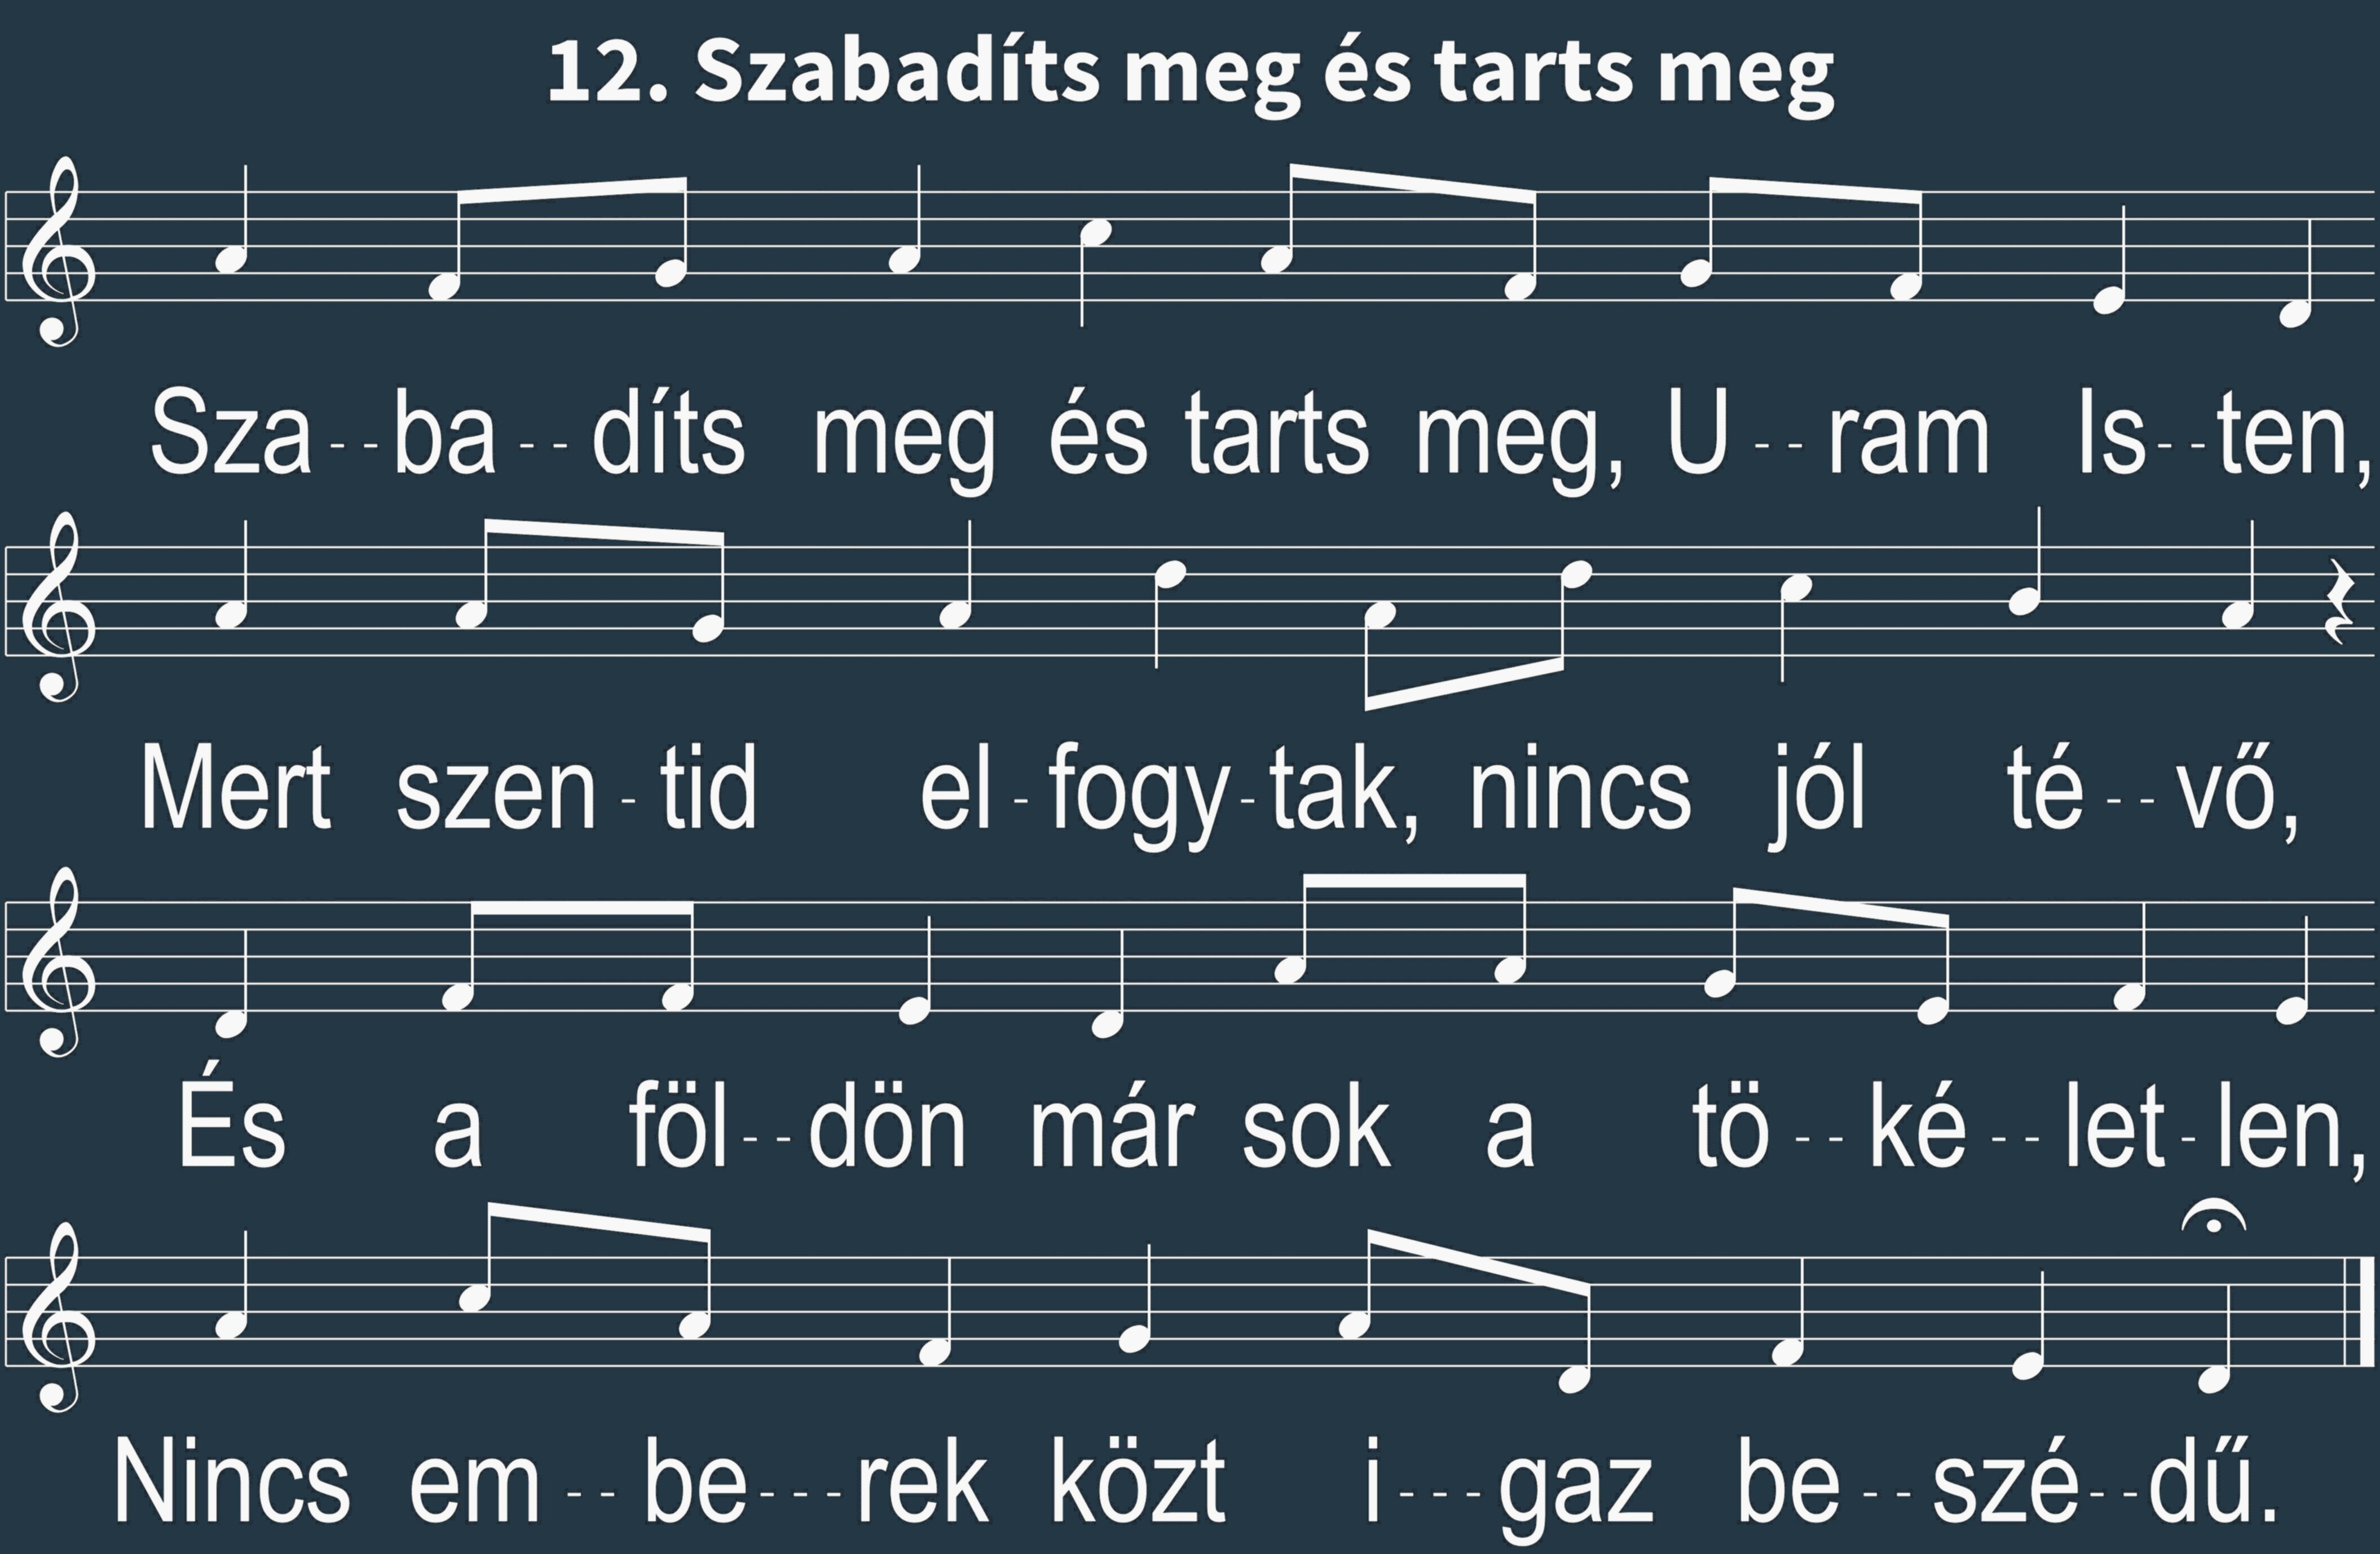 12. Szabadíts meg és tarts meg
Sza--ba--díts meg és tarts meg, U--ram Is--ten,
Mert szen-tid el-fogy-tak, nincs jól té--vő,
És a föl--dön már sok a tö--ké--let-len,
Nincs em--be---rek közt i---gaz be--szé--dű.